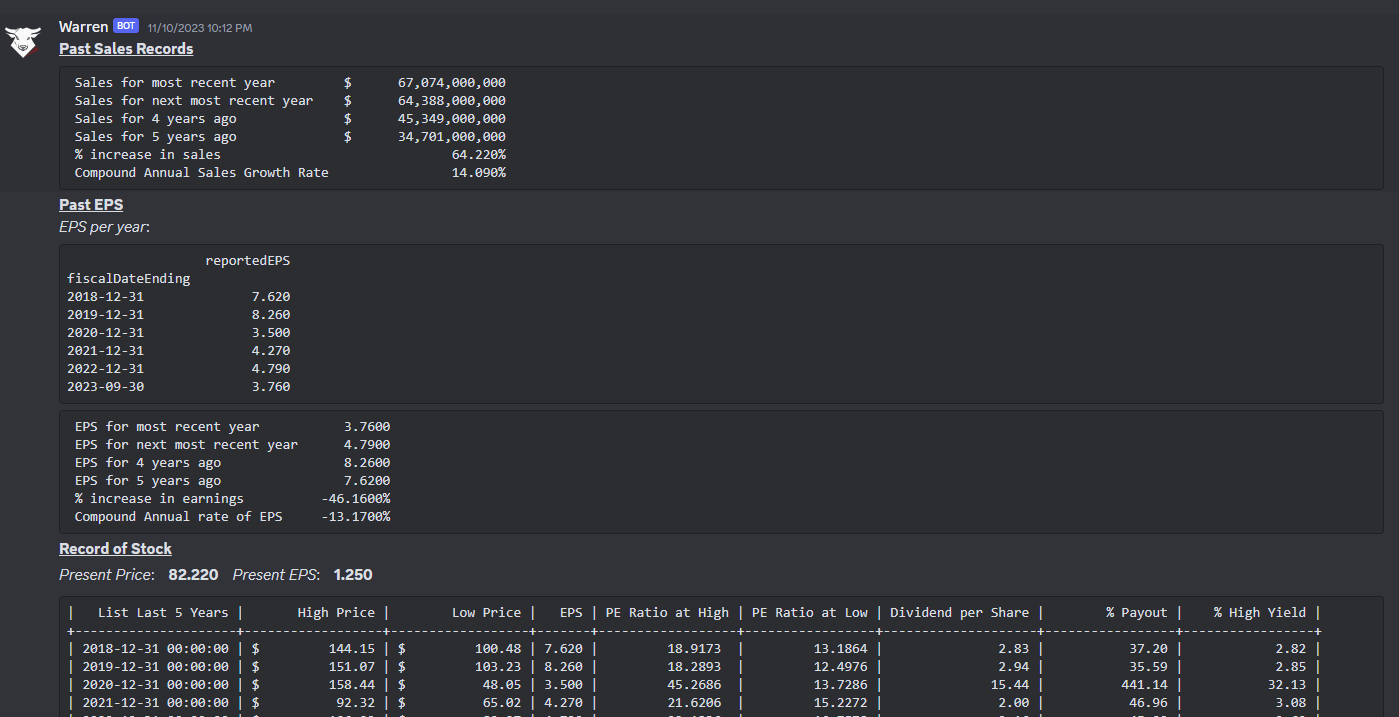 Warren BOT 11/10/2023 10:12 PM
Past Sales Records
Sales for most recent year $ 67,074,000,000
Sales for next most recent year $ 64,388,000,000
Sales for 4 years ago $ 45,349,000,000
Sales for 5 years ago $ 34,701,000,000
% increase in sales 64.220%
Compound Annual Sales Growth Rate 14.090%
Past EPS
EPS per year:
reportedEPS
fiscalDateEnding
2018-12-31 7.620
2019-12-31 8.260
2020-12-31 3.500
2021-12-31 4.270
2022-12-31 4.790
2023-09-30 3.760
EPS for most recent year 3.7600
EPS for next most recent year 4.7900
EPS for 4 years ago 8.2600
EPS for 5 years ago 7.6200
% increase in earnings -46.1600%
Compound Annual rate of EPS -13.1700%
Record of Stock
Present Price: 82.220 Present EPS: 1.250
| List Last 5 Years | High Price | Low Price | EPS | PE Ratio at High | PE Ratio at Low | Dividend per Share | % Payout | % High Yield |
| 2018-12-31 00:00:00 | $ 144.15 | $ 100.48 | 7.620 | 18.9173 | 13.1864 | 2.83 | 37.20 | 2.82 |
| 2019-12-31 00:00:00 | $ 151.07 | $ 103.23 | 8.260 | 18.2893 | 12.4976 | 2.94 | 35.59 | 2.85 |
| 2020-12-31 00:00:00 | $ 158.44 | $ 48.05 | 3.500 | 45.2686 | 13.7286 | 15.44 | 441.14 | 32.13 |
| 2021-12-31 00:00:00 | $ 92.32 | $ 65.02 | 4.270 | 21.6206 | 15.2272 | 2.00 | 46.96 | 3.08 |